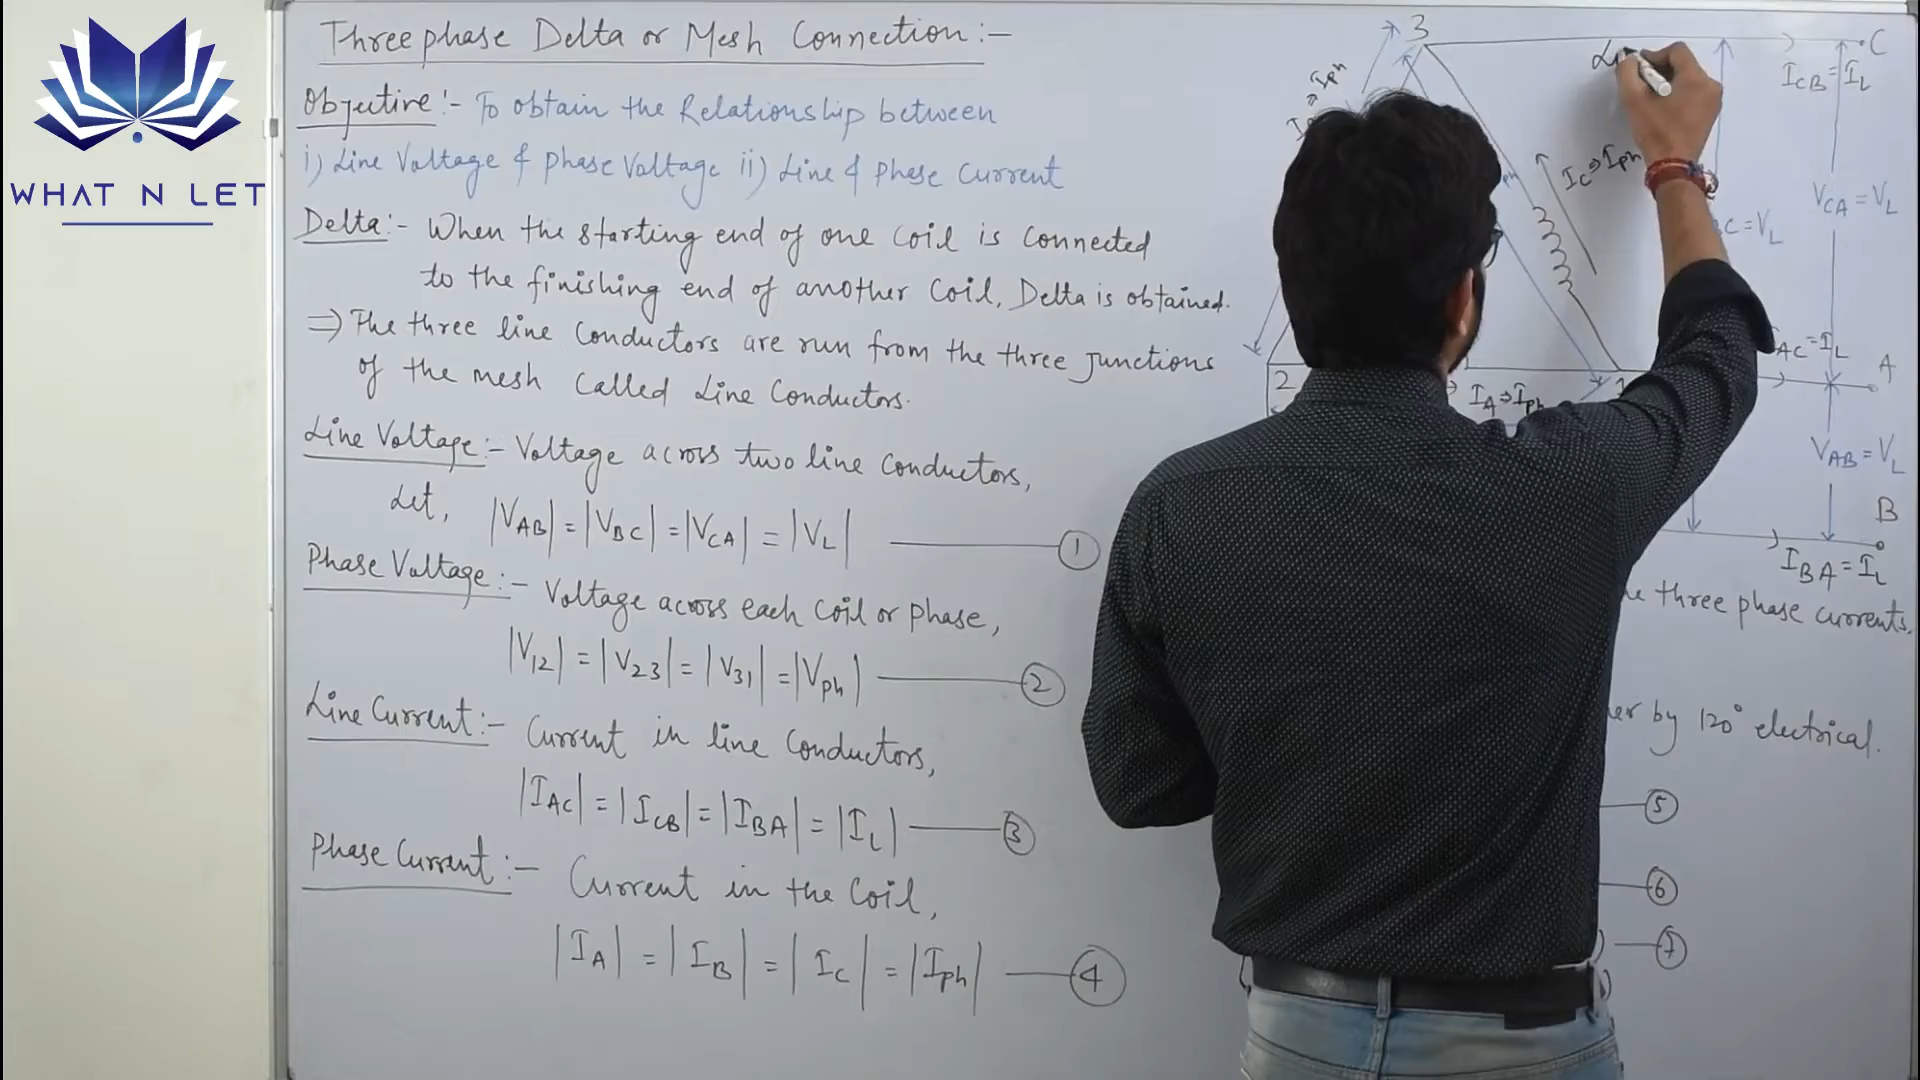 WHAT N LET
Three phase Delta or Mesh Connection:-
Objective:- To obtain the Relationship between
i) Line Voltage & phase Voltage ii) Line & Phase Current
Delta:- When the starting end of one coil is connected
to the finishing end of another coil, Delta is obtained.
⇒ The three line conductors are run from the three junctions
of the mesh called Line Conductors.
Line Voltage:- Voltage across two line conductors,
Let, |VAB| = |VBC| = |VCA| = |VL| ——— 1
Phase Voltage:- Voltage across each coil or phase,
|V12| = |V23| = |V31| = |Vph| ——— 2
Line Current:- Current in line conductors,
|IAC| = |ICB| = |IBA| = |IL| ——— 3
Phase Current:- Current in the coil,
|IA| = |IB| = |IC| = |Iph| ——— 4
3
C
ICB = IL
⇒ Iph
IC ⇒ Iph
VCA = VL
C = VL
AC = IL
A
2
IA ⇒ Iph
1
VAB = VL
B
IBA = IL
three phase currents.
by 120° electrical.
5
6
7